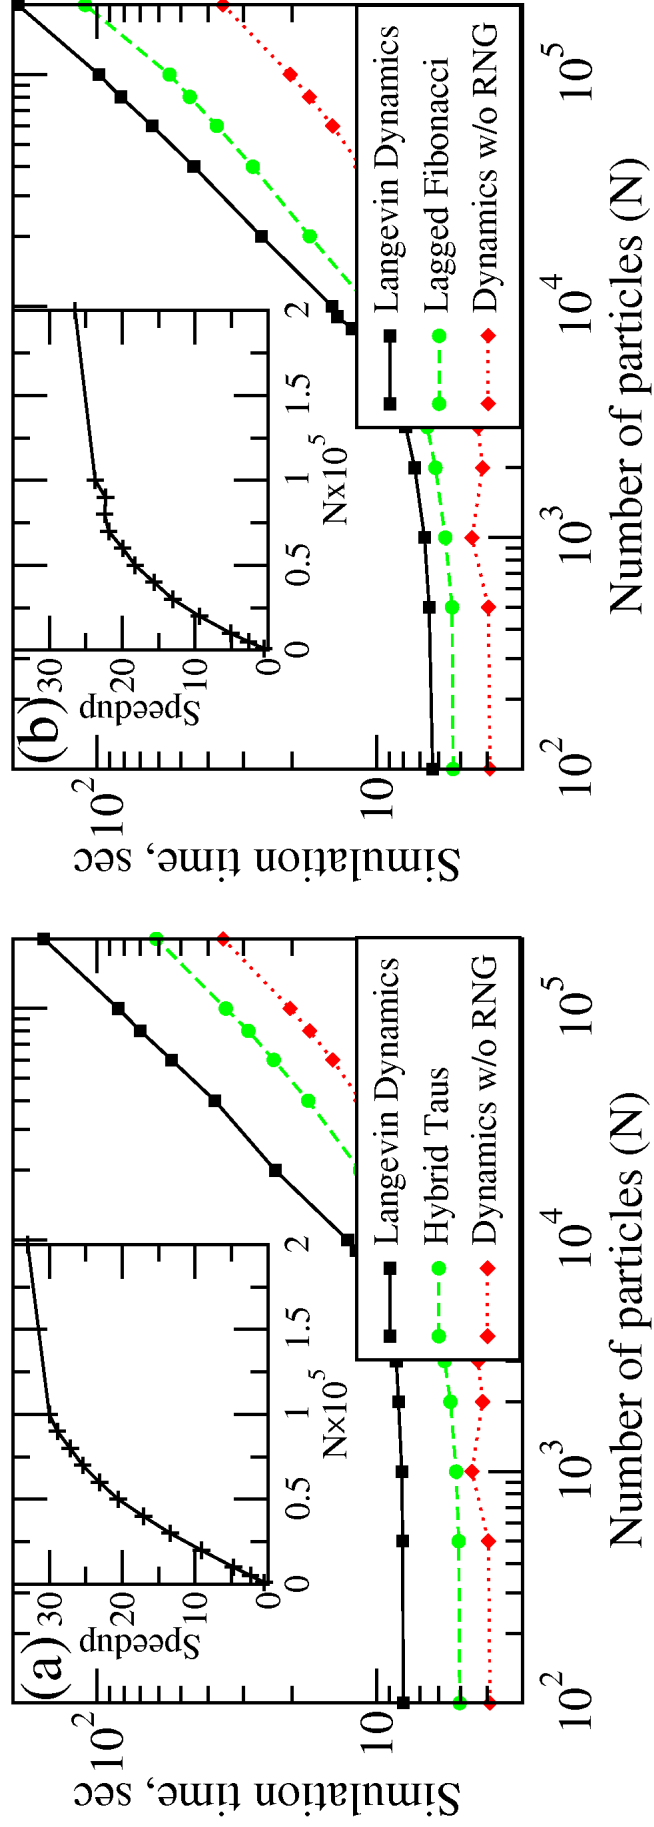 (a)
Simulation time, sec
10²
10
Speedup
30
20
10
0
0
0.5
1
1.5
2
N×10⁵
Langevin Dynamics
Hybrid Taus
Dynamics w/o RNG
10²
10³
10⁴
10⁵
Number of particles (N)
(b)
Simulation time, sec
10²
10
Speedup
30
20
10
0
0
0.5
1
1.5
2
N×10⁵
Langevin Dynamics
Lagged Fibonacci
Dynamics w/o RNG
10²
10³
10⁴
10⁵
Number of particles (N)